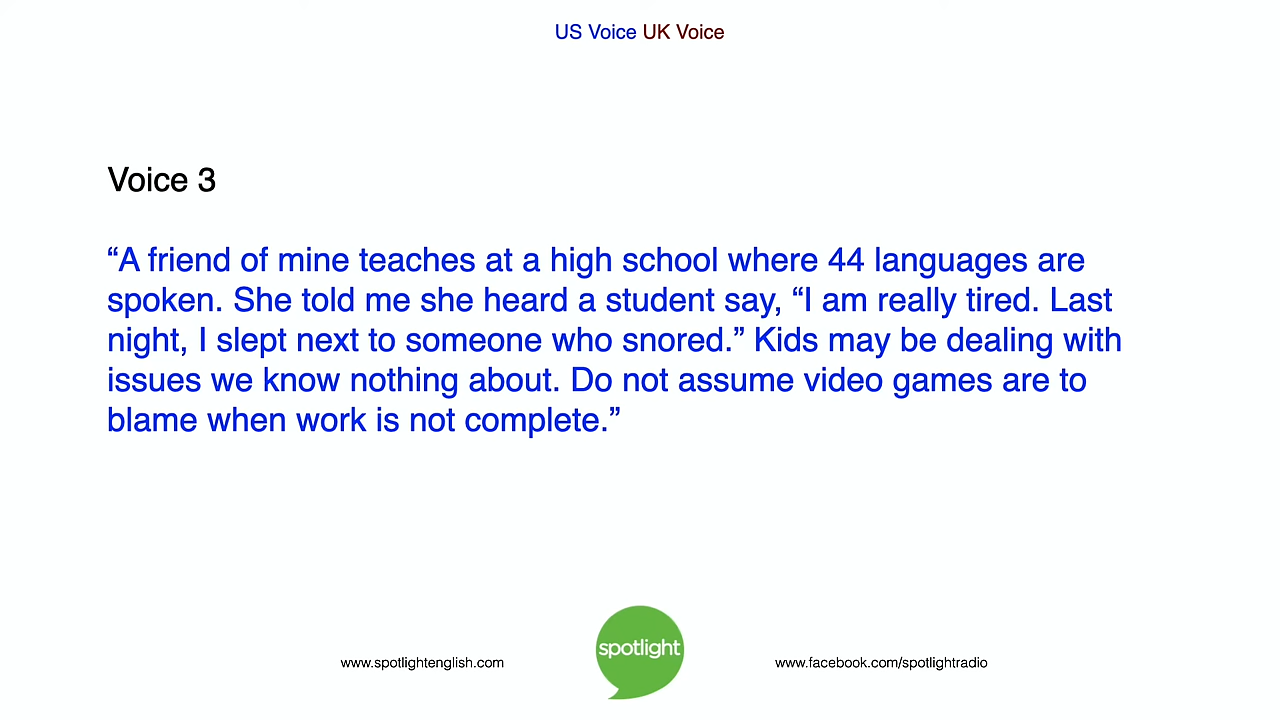 US Voice UK Voice
Voice 3
“A friend of mine teaches at a high school where 44 languages are
spoken. She told me she heard a student say, “I am really tired. Last
night, I slept next to someone who snored.” Kids may be dealing with
issues we know nothing about. Do not assume video games are to
blame when work is not complete.”
spotlight
www.spotlightenglish.com
www.facebook.com/spotlightradio